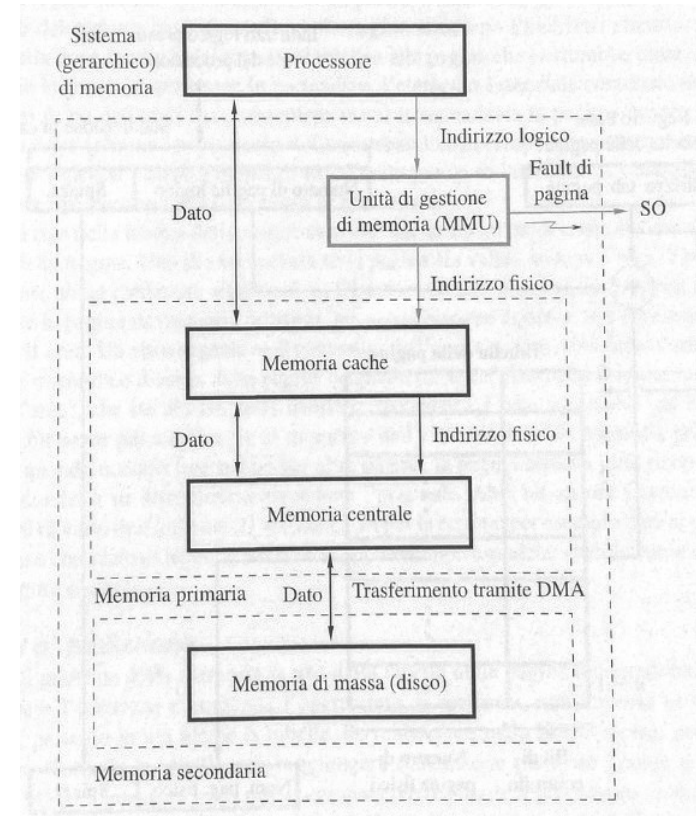 Sistema
(gerarchico)
di memoria
Processore
Indirizzo logico
Fault di
pagina
Dato
Unità di gestione
di memoria (MMU)
SO
Indirizzo fisico
Memoria cache
Dato
Indirizzo fisico
Memoria centrale
Memoria primaria
Dato
Trasferimento tramite DMA
Memoria di massa (disco)
Memoria secondaria